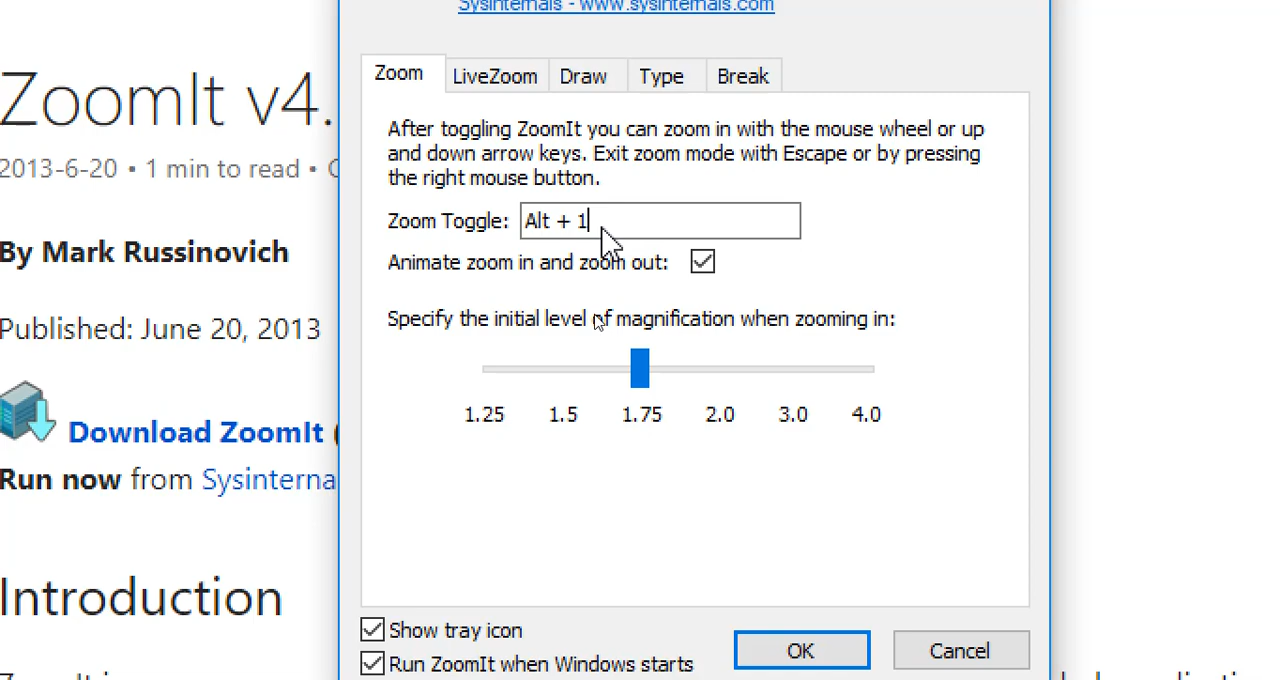 Sysinternals - www.sysinternals.com
Zoom LiveZoom Draw Type Break
After toggling ZoomIt you can zoom in with the mouse wheel or up
and down arrow keys. Exit zoom mode with Escape or by pressing
the right mouse button.
Zoom Toggle: Alt + 1
Animate zoom in and zoom out:
Specify the initial level of magnification when zooming in:
1.25 1.5 1.75 2.0 3.0 4.0
Show tray icon
Run ZoomIt when Windows starts
OK Cancel
ZoomIt v4.
2013-6-20 • 1 min to read •
By Mark Russinovich
Published: June 20, 2013
Download ZoomIt (
Run now from Sysinterna
Introduction